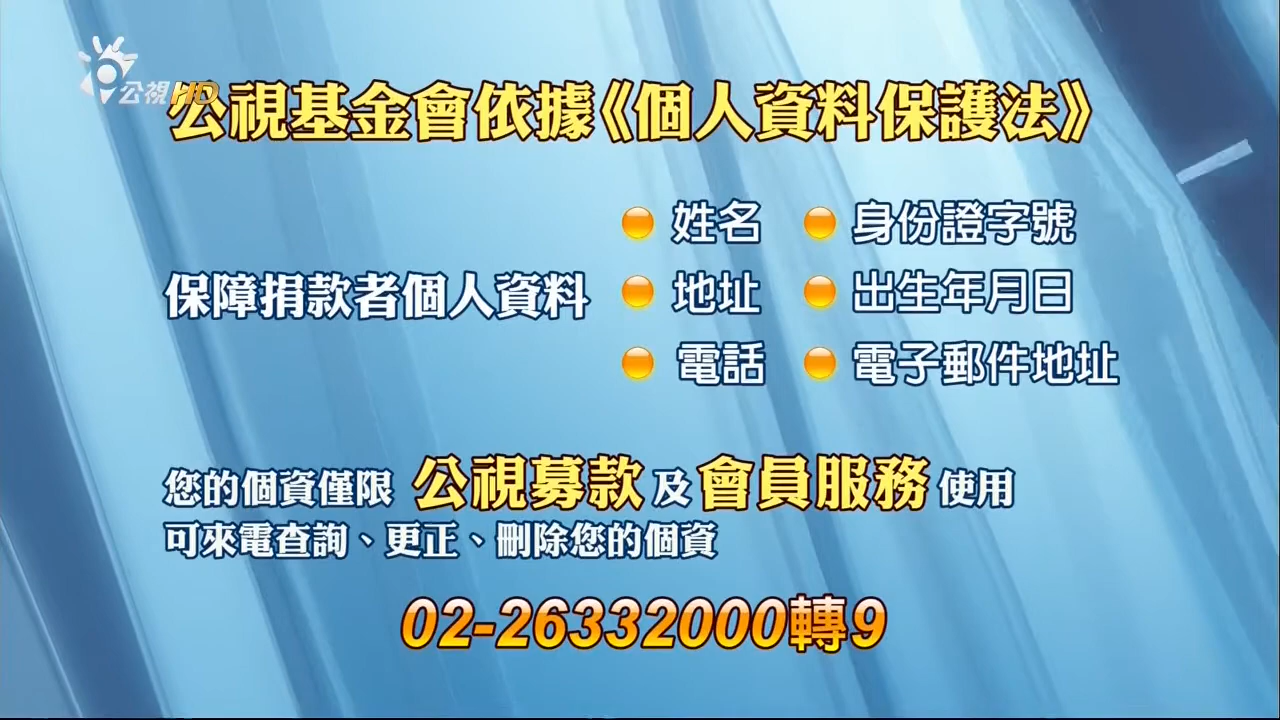 公視HD
公視基金會依據《個人資料保護法》
姓名 身份證字號
保障捐款者個人資料 地址 出生年月日
電話 電子郵件地址
您的個資僅限 公視募款 及 會員服務 使用
可來電查詢、更正、刪除您的個資
02-26332000轉9